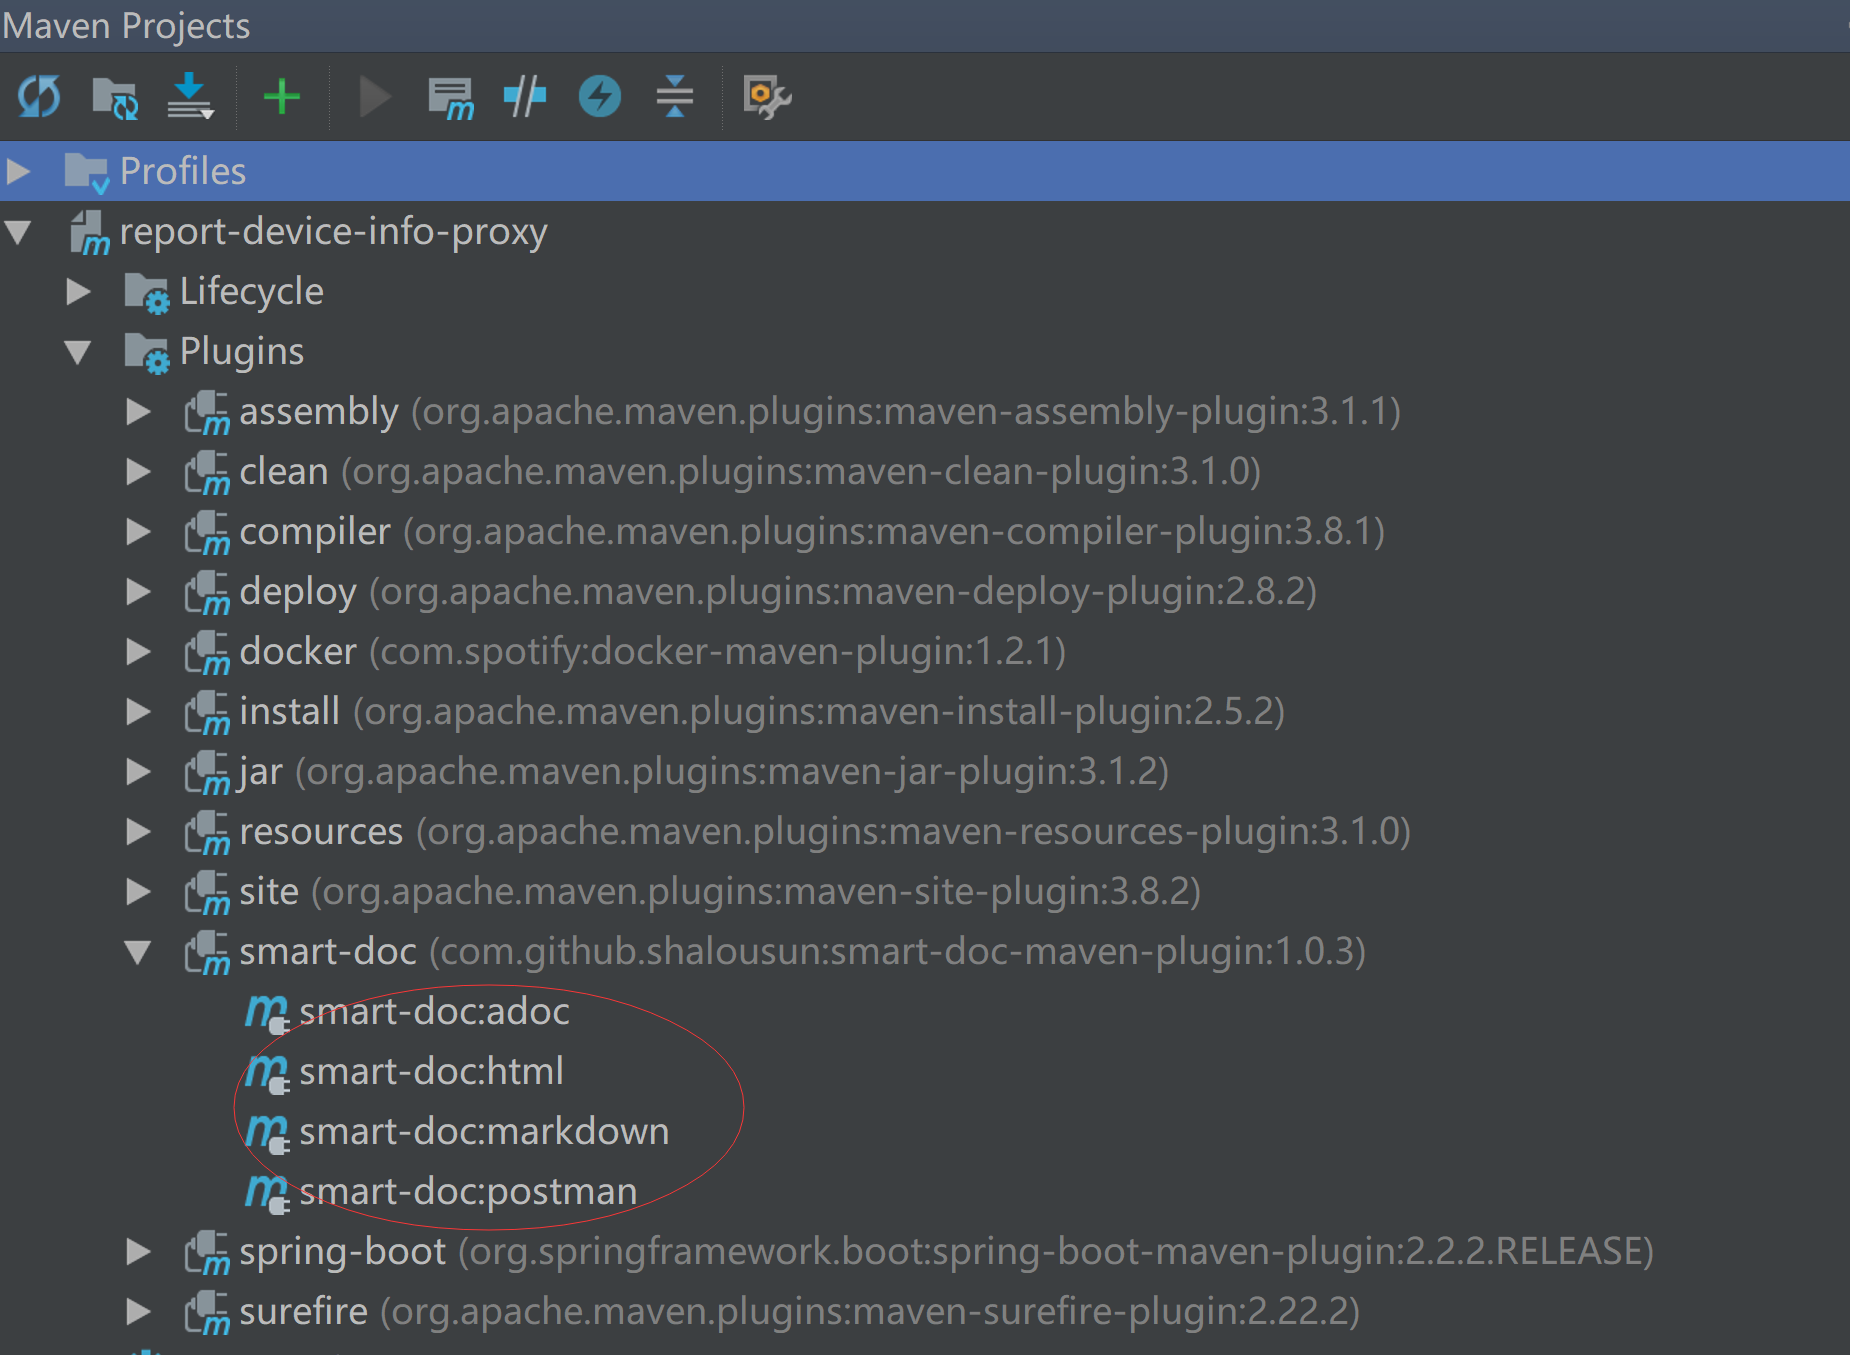 Maven Projects
Profiles
report-device-info-proxy
Lifecycle
Plugins
assembly (org.apache.maven.plugins:maven-assembly-plugin:3.1.1)
clean (org.apache.maven.plugins:maven-clean-plugin:3.1.0)
compiler (org.apache.maven.plugins:maven-compiler-plugin:3.8.1)
deploy (org.apache.maven.plugins:maven-deploy-plugin:2.8.2)
docker (com.spotify:docker-maven-plugin:1.2.1)
install (org.apache.maven.plugins:maven-install-plugin:2.5.2)
jar (org.apache.maven.plugins:maven-jar-plugin:3.1.2)
resources (org.apache.maven.plugins:maven-resources-plugin:3.1.0)
site (org.apache.maven.plugins:maven-site-plugin:3.8.2)
smart-doc (com.github.shalousun:smart-doc-maven-plugin:1.0.3)
smart-doc:adoc
smart-doc:html
smart-doc:markdown
smart-doc:postman
spring-boot (org.springframework.boot:spring-boot-maven-plugin:2.2.2.RELEASE)
surefire (org.apache.maven.plugins:maven-surefire-plugin:2.22.2)